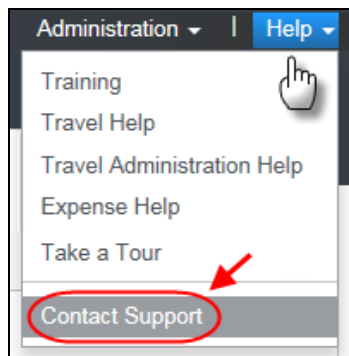 Administration | Help
Training
Travel Help
Travel Administration Help
Expense Help
Take a Tour
Contact Support